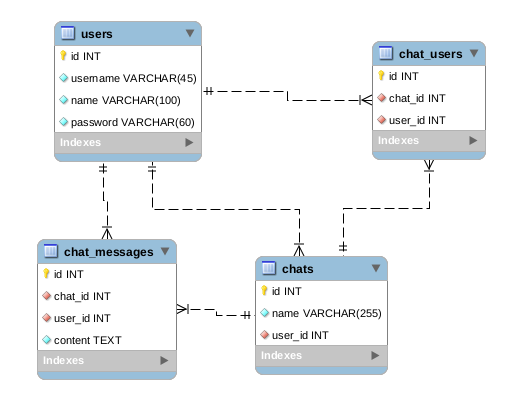 users
id INT
username VARCHAR(45)
name VARCHAR(100)
password VARCHAR(60)
Indexes
chat_users
id INT
chat_id INT
user_id INT
Indexes
chat_messages
id INT
chat_id INT
user_id INT
content TEXT
Indexes
chats
id INT
name VARCHAR(255)
user_id INT
Indexes